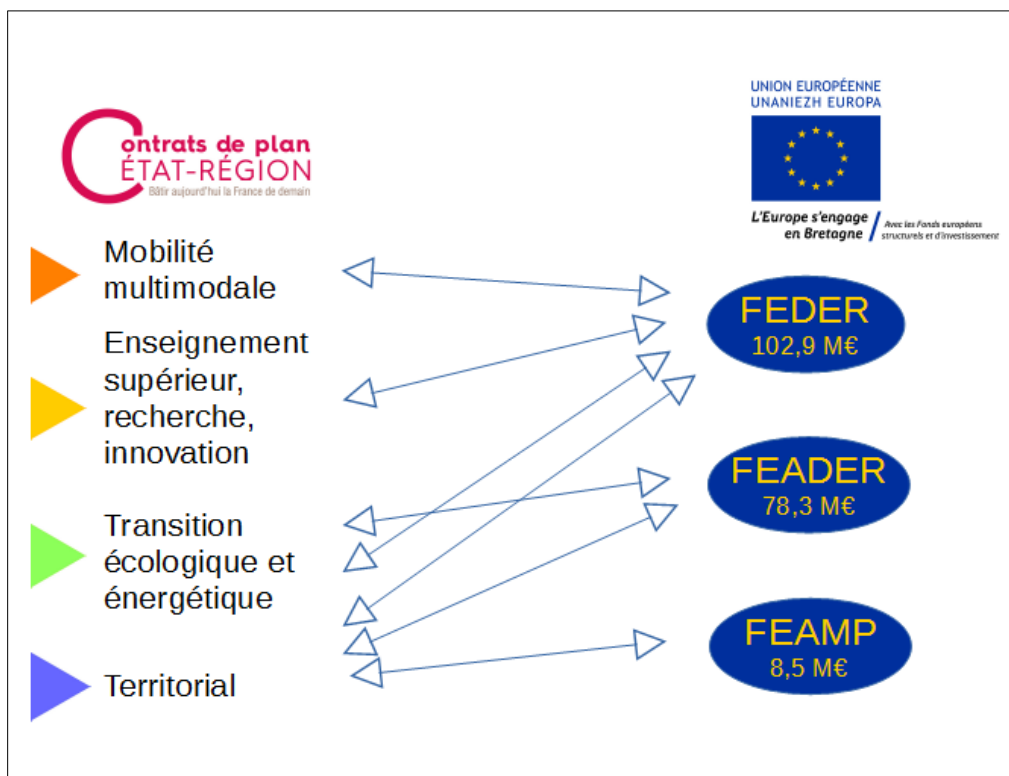 Contrats de plan
ÉTAT-RÉGION
Bâtir aujourd'hui la France de demain
UNION EUROPÉENNE
UNANIEZH EUROPA
L'Europe s'engage
en Bretagne
Avec les Fonds européens
structurels et d'investissement
Mobilité
multimodale
Enseignement
supérieur,
recherche,
innovation
Transition
écologique et
énergétique
Territorial
FEDER
102,9 M€
FEADER
78,3 M€
FEAMP
8,5 M€